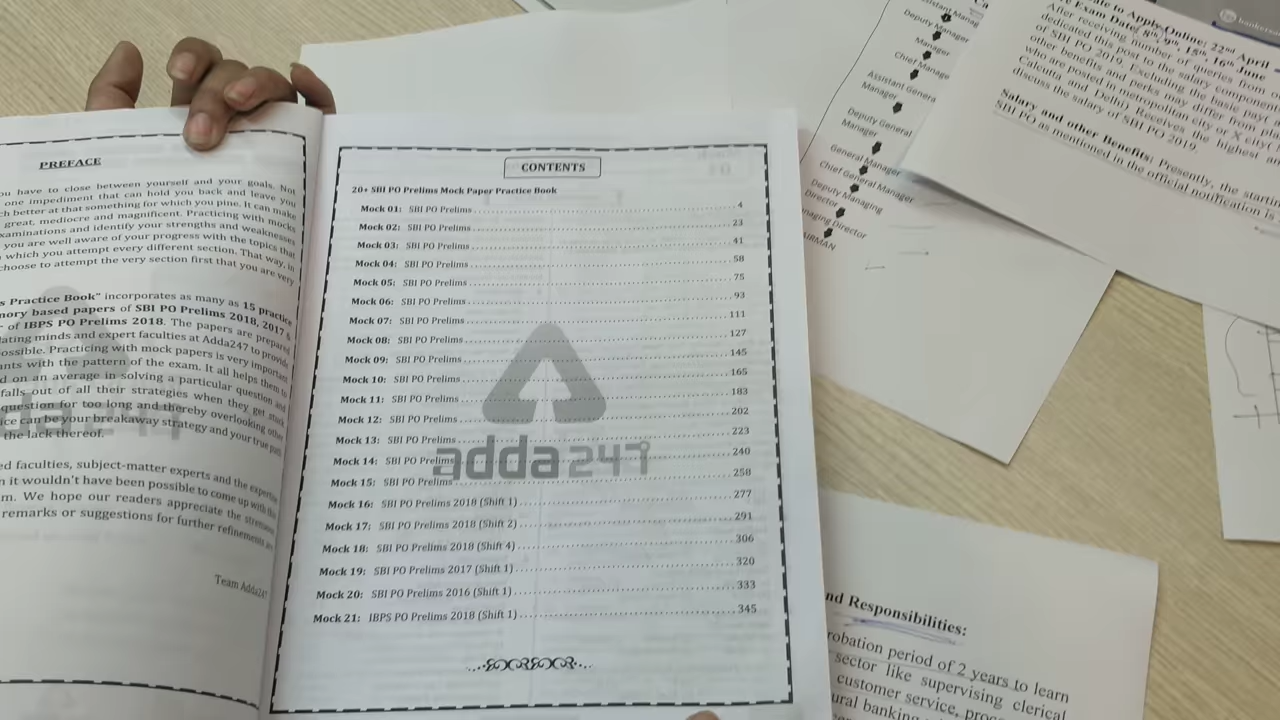 PREFACE
ou have to close between yourself and your goals. Not
one impediment that can hold you back and leave you
ch better at that something for which you pine. It can make
great, mediocre and magnificent. Practicing with mocks
examinations and identify your strengths and weaknesses
you are well aware of your progress with the topics that
which you attempt every different section. That way, in
choose to attempt the very section first that you are very
s Practice Book" incorporates as many as 15 practice
mory based papers of SBI PO Prelims 2018, 2017 &
of IBPS PO Prelims 2018. The papers are prepared
ating minds and expert faculties at Adda247 to provide
ossible. Practicing with mock papers is very important
nts with the pattern of the exam. It all helps them to
d on an average in solving a particular question and
falls out of all their strategies when they get stuck
question for too long and thereby overlooking other
ice can be your breakaway strategy and your true path
the lack thereof.
ed faculties, subject-matter experts and the expertise
n it wouldn't have been possible to come up with the
m. We hope our readers appreciate the strenuous
remarks or suggestions for further refinements as
Team Adda247
CONTENTS
20+ SBI PO Prelims Mock Paper Practice Book
Mock 01: SBI PO Prelims 4
Mock 02: SBI PO Prelims 23
Mock 03: SBI PO Prelims 41
Mock 04: SBI PO Prelims 58
Mock 05: SBI PO Prelims 75
Mock 06: SBI PO Prelims 93
Mock 07: SBI PO Prelims 111
Mock 08: SBI PO Prelims 127
Mock 09: SBI PO Prelims 145
Mock 10: SBI PO Prelims 165
Mock 11: SBI PO Prelims 183
Mock 12: SBI PO Prelims 202
Mock 13: SBI PO Prelims 223
Mock 14: SBI PO Prelims 240
Mock 15: SBI PO Prelims 258
Mock 16: SBI PO Prelims 2018 (Shift 1) 277
Mock 17: SBI PO Prelims 2018 (Shift 2) 291
Mock 18: SBI PO Prelims 2018 (Shift 4) 306
Mock 19: SBI PO Prelims 2017 (Shift 1) 320
Mock 20: SBI PO Prelims 2016 (Shift 1) 333
Mock 21: IBPS PO Prelims 2018 (Shift 1) 345
adda247
sistant Manag
Deputy Manager
Manager
Chief Manage
Assistant Genera
Manager
Deputy General
Manager
General Manager
Chief General Manager
Deputy Managing
Director
naging Director
AIRMAN
ate to Apply Online: 22nd April
re Exam Date: 8th, 9th, 15th, 16th June
After receiving number of queries from ou
dedicated this post to the salary component
of SBI PO 2019. Excluding the basic pay (
other benefits and perks may differ from pla
who are posted in metropolitan city or X city(
Calcutta and Delhi) Receives the highest an
discuss the salary of SBI PO 2019.
Salary and other Benefits: Presently, the startin
SBI PO as mentioned in the official notification is
nd Responsibilities:
robation period of 2 years to learn
sector like supervising clerical
customer service, proc
ural banking